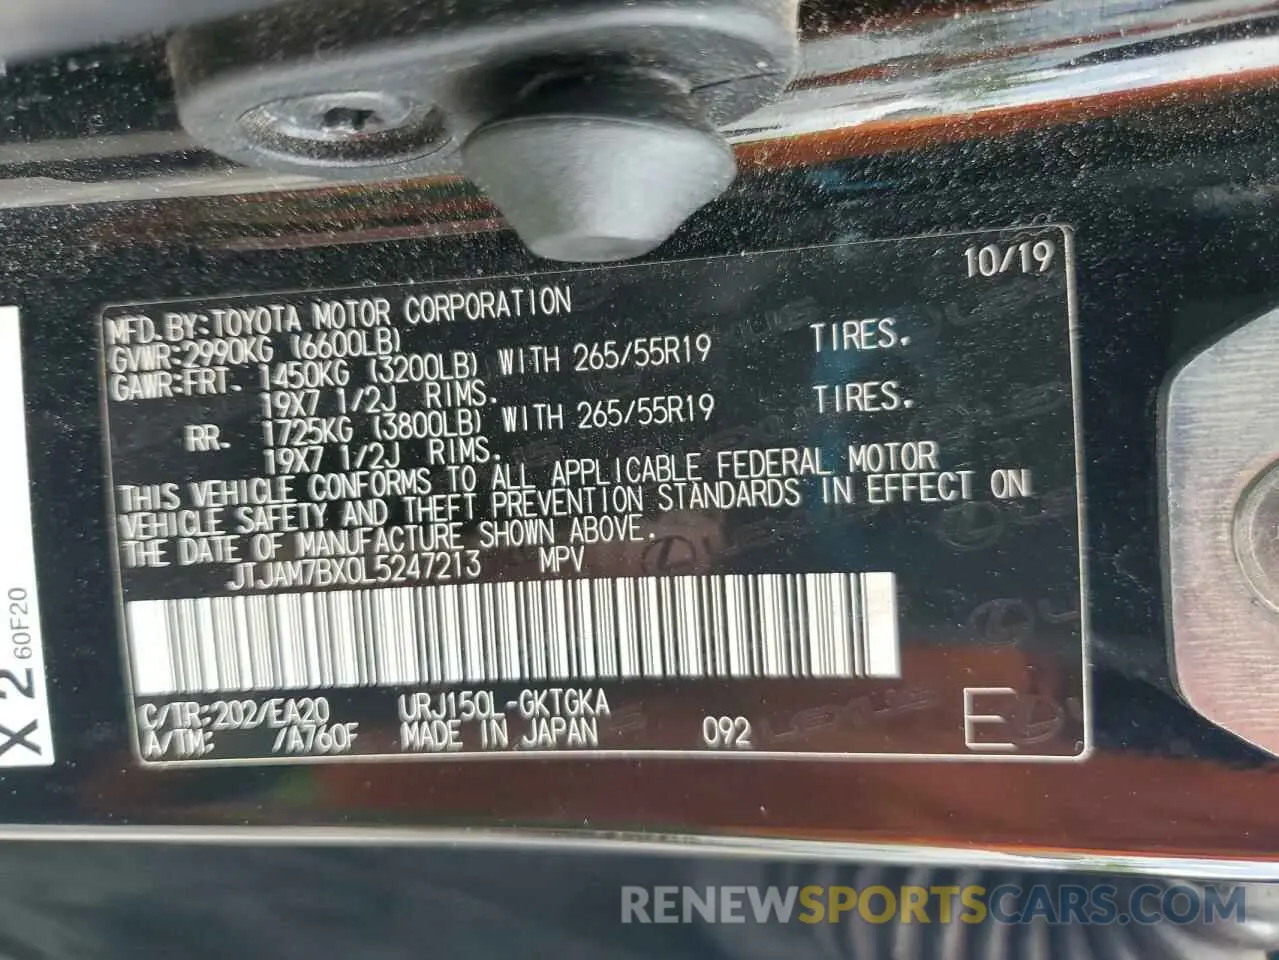 10/19
MFD.BY:TOYOTA MOTOR CORPORATION
GVWR:2990KG (6600LB)
GAWR:FRT. 1450KG (3200LB) WITH 265/55R19 TIRES.
19X7 1/2J RIMS.
RR. 1725KG (3800LB) WITH 265/55R19 TIRES.
19X7 1/2J RIMS.
THIS VEHICLE CONFORMS TO ALL APPLICABLE FEDERAL MOTOR
VEHICLE SAFETY AND THEFT PREVENTION STANDARDS IN EFFECT ON
THE DATE OF MANUFACTURE SHOWN ABOVE.
JTJAM7BX0L5247213 MPV
C/TR:202/EA20 URJ150L-GKTGKA
A/TM: /A760F MADE IN JAPAN 092 E
X2
60F20
RENEWSPORTSCARS.COM